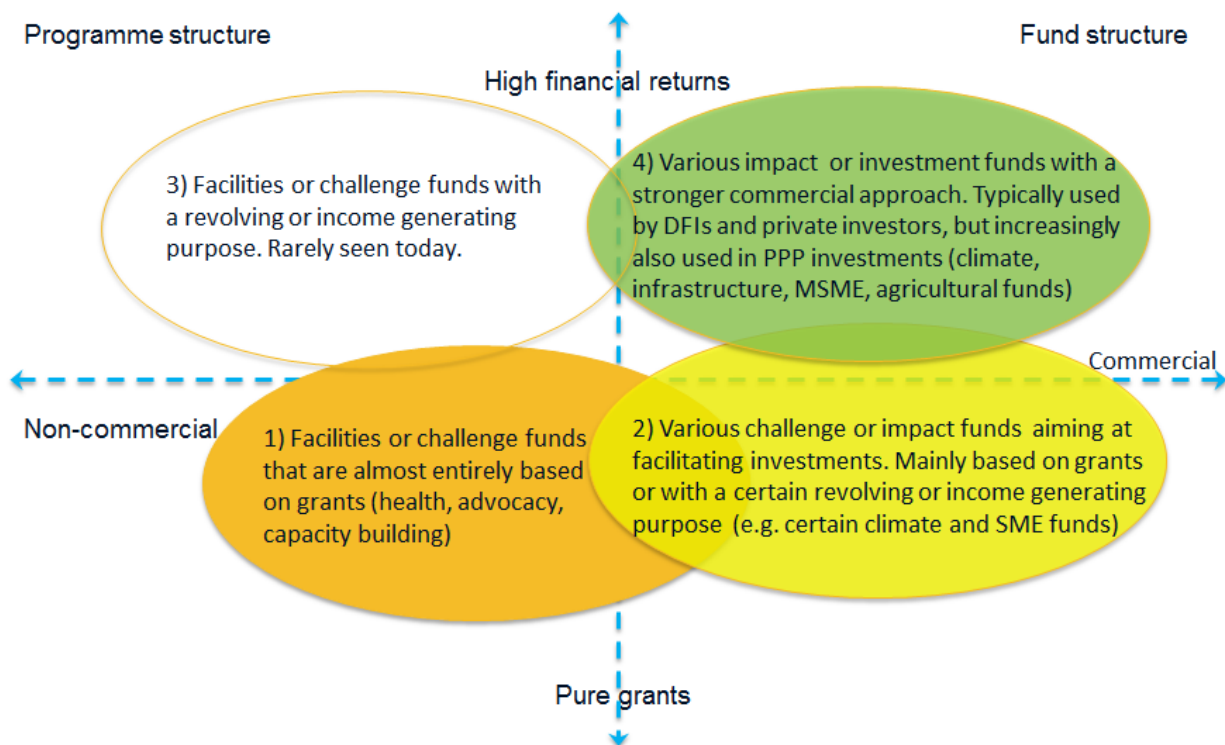 Programme structure
Fund structure
High financial returns
3) Facilities or challenge funds with
a revolving or income generating
purpose. Rarely seen today.
4) Various impact or investment funds with a
stronger commercial approach. Typically used
by DFIs and private investors, but increasingly
also used in PPP investments (climate,
infrastructure, MSME, agricultural funds)
Commercial
Non-commercial
1) Facilities or challenge funds
that are almost entirely based
on grants (health, advocacy,
capacity building)
2) Various challenge or impact funds aiming at
facilitating investments. Mainly based on grants
or with a certain revolving or income generating
purpose (e.g. certain climate and SME funds)
Pure grants